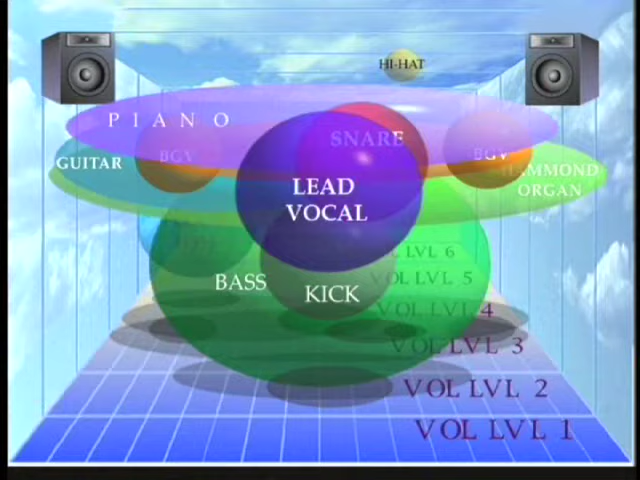 HI-HAT
P I A N O
SNARE
GUITAR
BGV
BGV
HAMMOND
ORGAN
LEAD
VOCAL
BASS
KICK
VOL LVL 6
VOL LVL 5
VOL LVL 4
VOL LVL 3
VOL LVL 2
VOL LVL 1